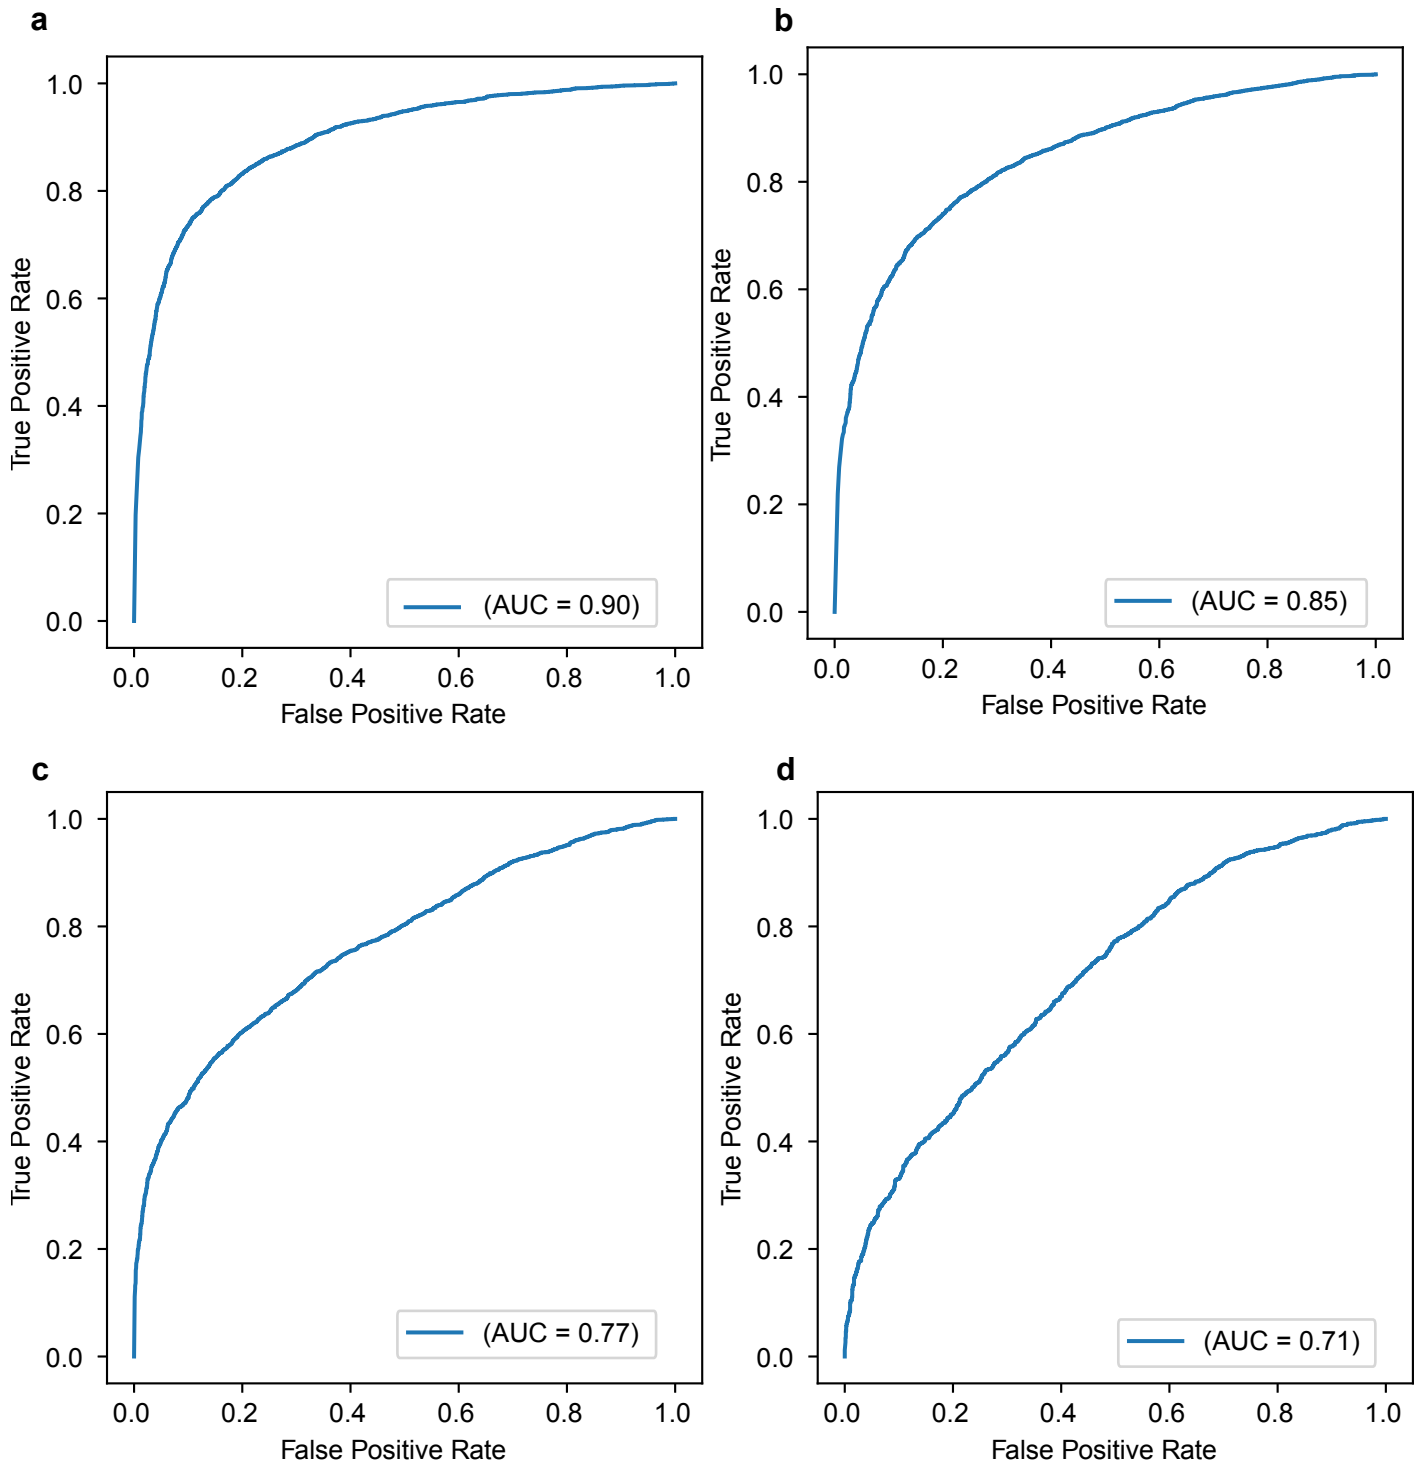 a
True Positive Rate
1.0
0.8
0.6
0.4
0.2
0.0
(AUC = 0.90)
0.0 0.2 0.4 0.6 0.8 1.0
False Positive Rate
b
True Positive Rate
1.0
0.8
0.6
0.4
0.2
0.0
(AUC = 0.85)
0.0 0.2 0.4 0.6 0.8 1.0
False Positive Rate
c
True Positive Rate
1.0
0.8
0.6
0.4
0.2
0.0
(AUC = 0.77)
0.0 0.2 0.4 0.6 0.8 1.0
False Positive Rate
d
True Positive Rate
1.0
0.8
0.6
0.4
0.2
0.0
(AUC = 0.71)
0.0 0.2 0.4 0.6 0.8 1.0
False Positive Rate